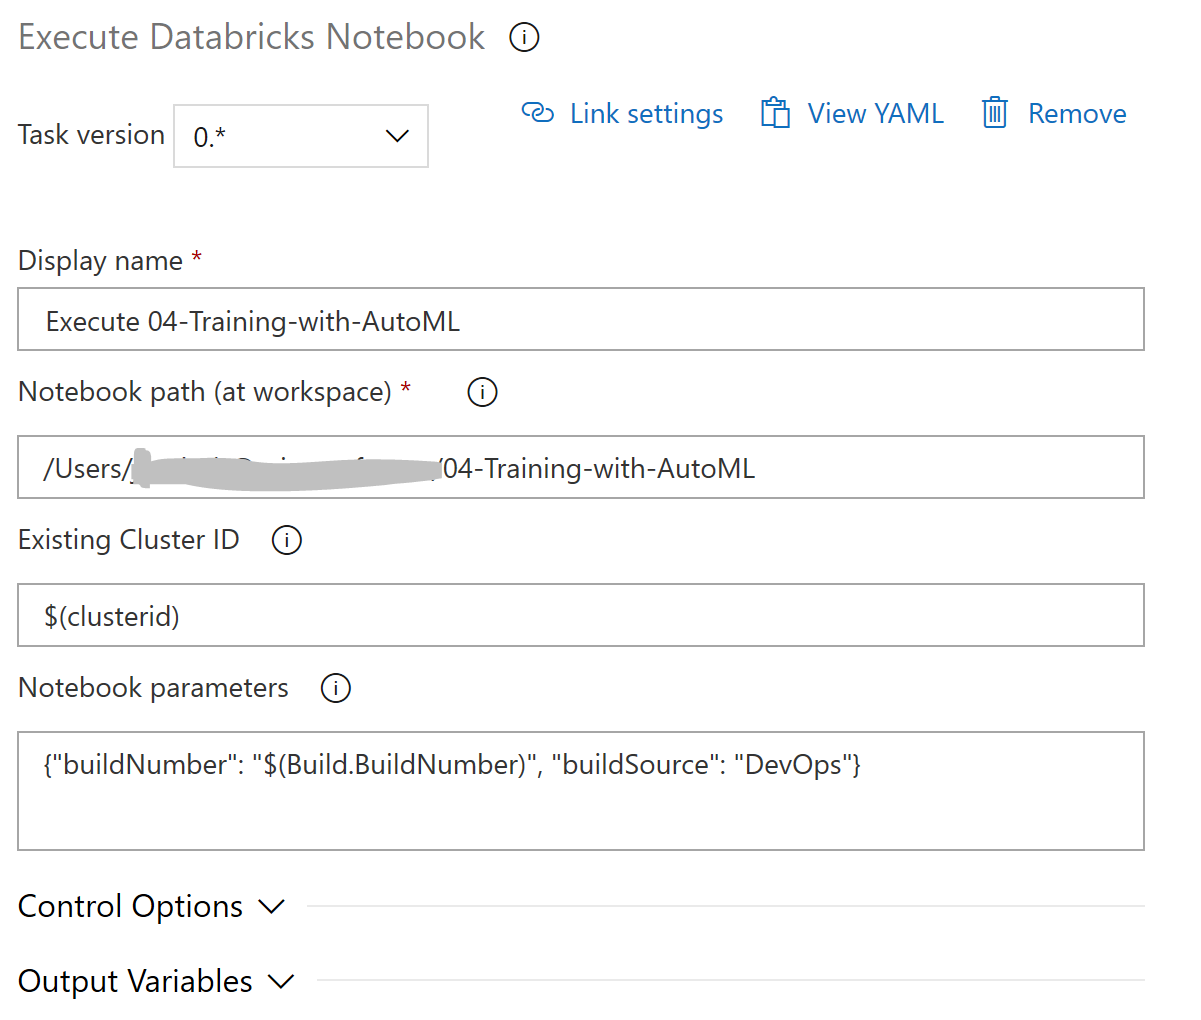 Execute Databricks Notebook
Task version 0.*
Link settings View YAML Remove
Display name *
Execute 04-Training-with-AutoML
Notebook path (at workspace) *
/Users/ /04-Training-with-AutoML
Existing Cluster ID
$(clusterid)
Notebook parameters
{"buildNumber": "$(Build.BuildNumber)", "buildSource": "DevOps"}
Control Options
Output Variables